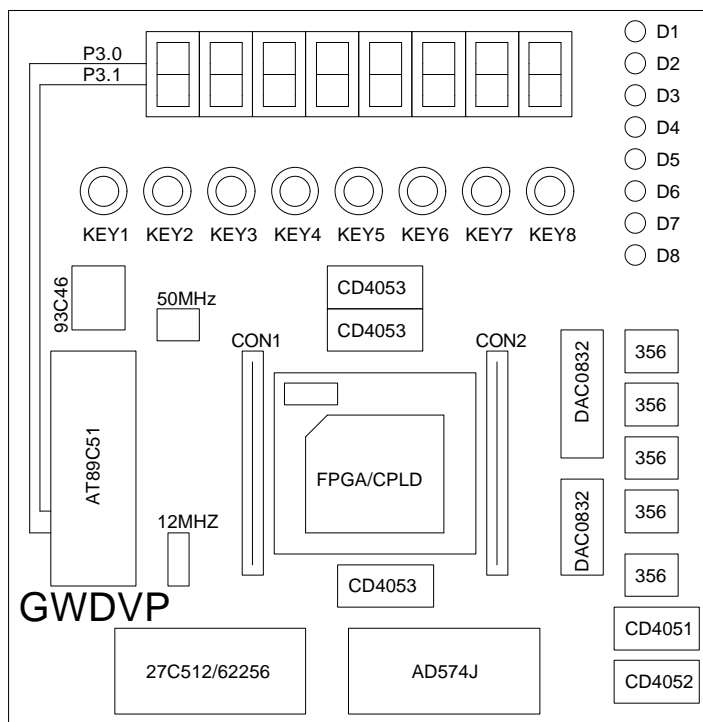 P3.0
P3.1
D1
D2
D3
D4
D5
D6
D7
D8
KEY1 KEY2 KEY3 KEY4 KEY5 KEY6 KEY7 KEY8
93C46
50MHz
CD4053
CD4053
CON1
CON2
AT89C51
FPGA/CPLD
DAC0832
DAC0832
356
356
356
356
356
12MHZ
CD4053
GWDVP
27C512/62256
AD574J
CD4051
CD4052